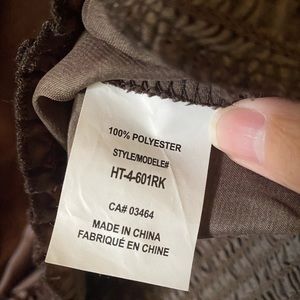 100% POLYESTER
STYLE/MODELE#
HT-4-601RK
CA# 03464
MADE IN CHINA
FABRIQUÉ EN CHINE